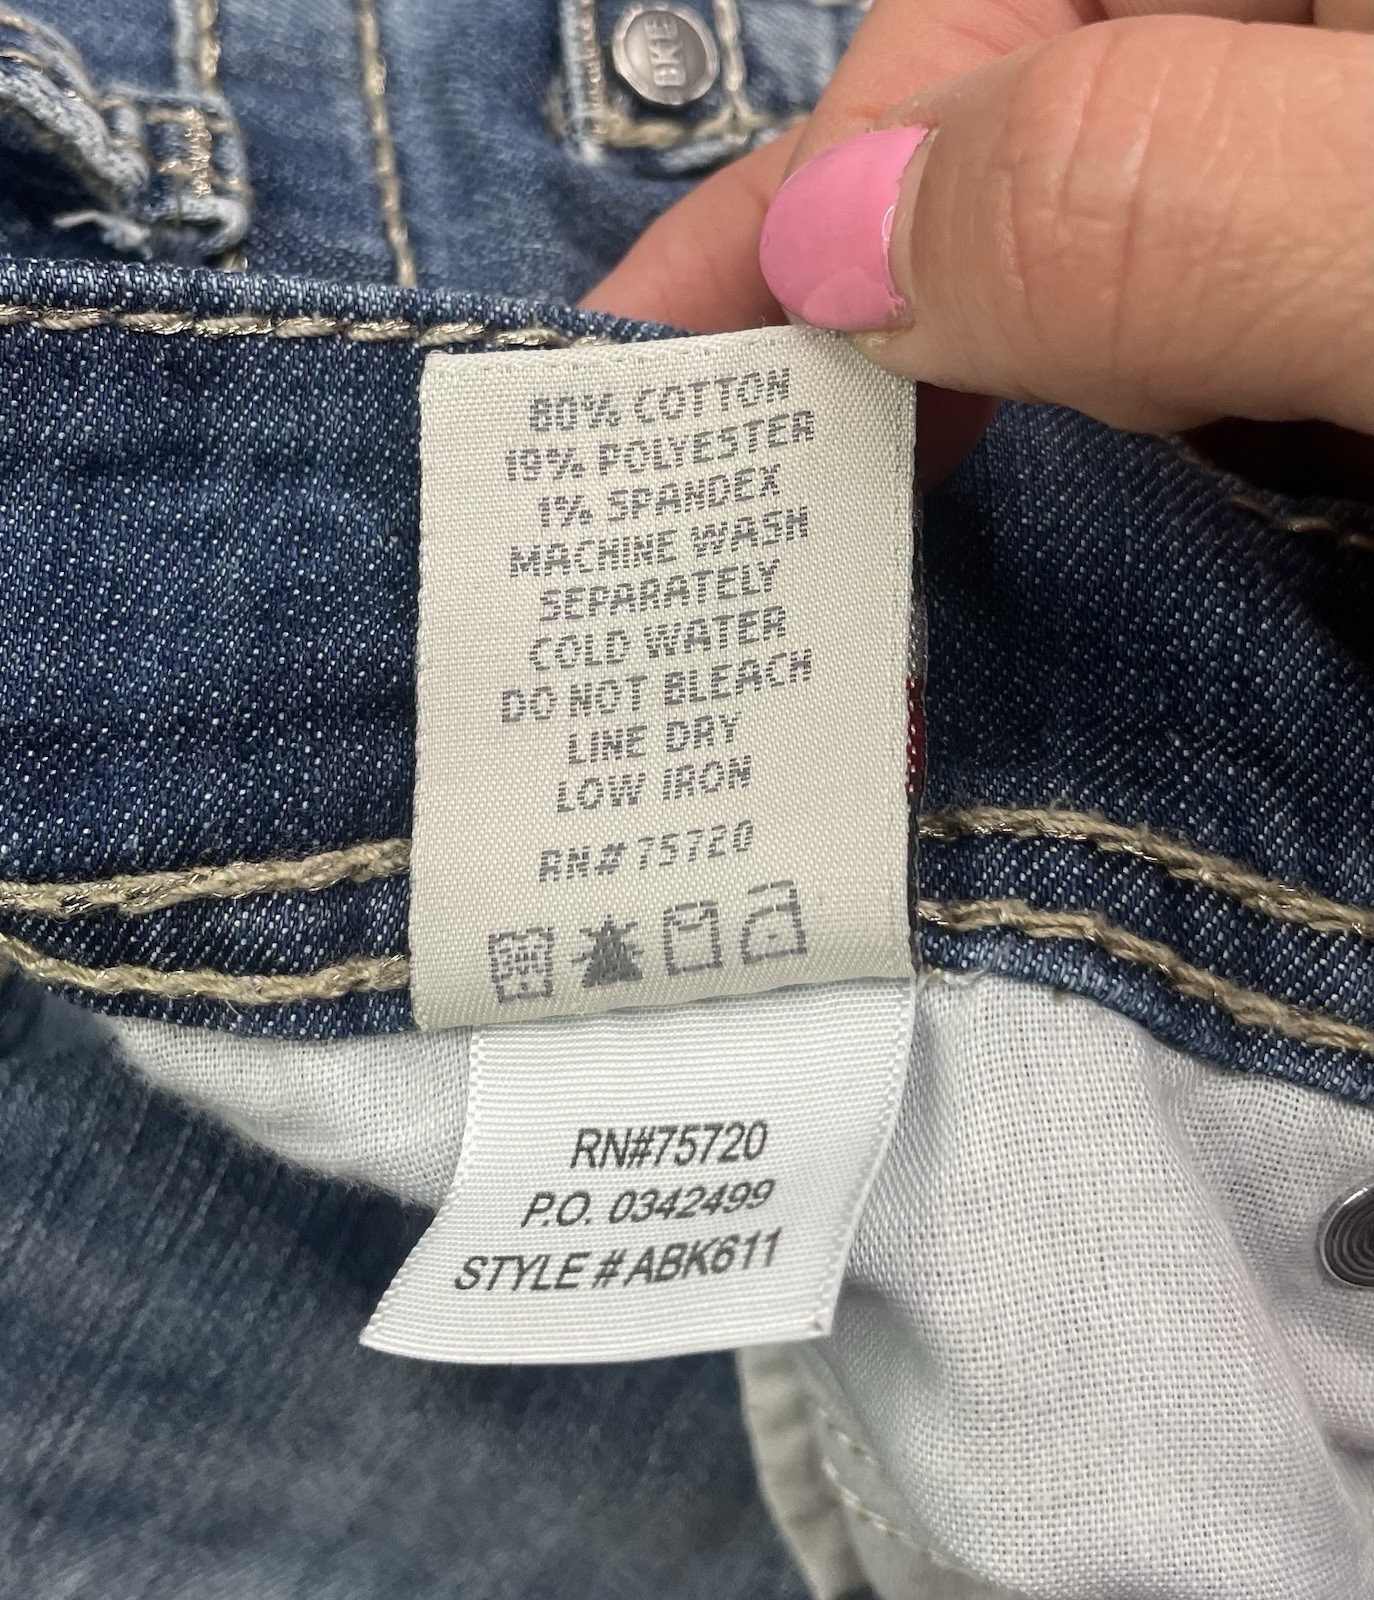 BKE
80% COTTON
19% POLYESTER
1% SPANDEX
MACHINE WASH
SEPARATELY
COLD WATER
DO NOT BLEACH
LINE DRY
LOW IRON
RN#75720
RN#75720
P.O. 0342499
STYLE # ABK611